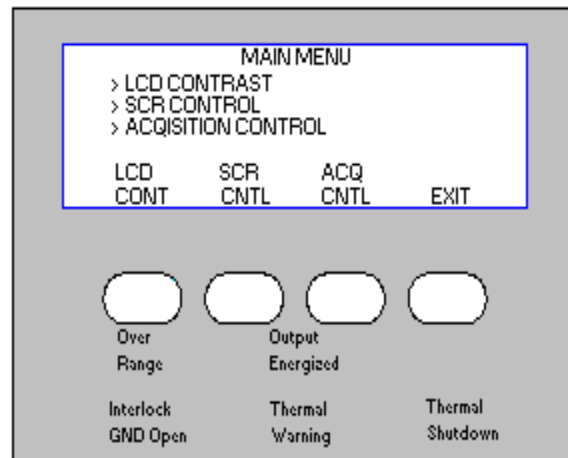 MAIN MENU
> LCD CONTRAST
> SCR CONTROL
> ACQISITION CONTROL
LCD SCR ACQ
CONT CNTL CNTL EXIT
Over Output
Range Energized
Interlock Thermal Thermal
GND Open Warning Shutdown